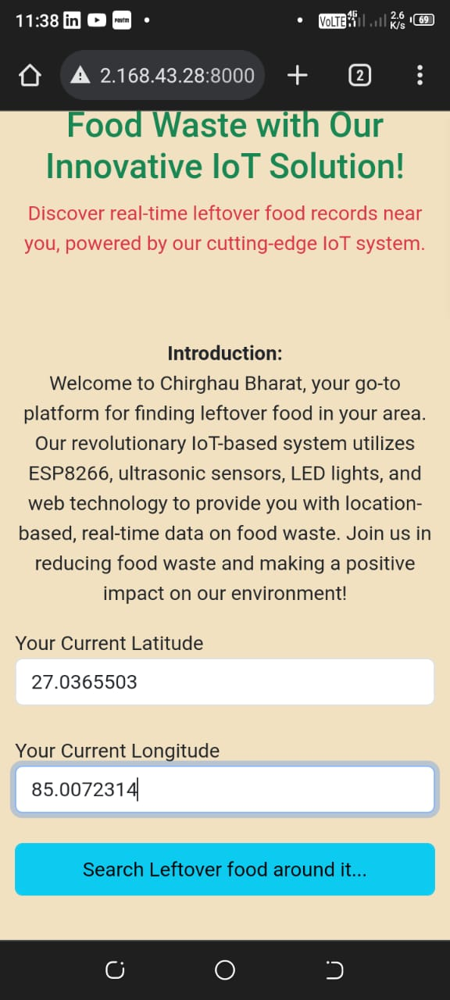 11:38 in Paytm VoLTE 4G 2.6 K/s 69
2.168.43.28:8000 2
Food Waste with Our
Innovative IoT Solution!
Discover real-time leftover food records near
you, powered by our cutting-edge IoT system.
Introduction:
Welcome to Chirghau Bharat, your go-to
platform for finding leftover food in your area.
Our revolutionary IoT-based system utilizes
ESP8266, ultrasonic sensors, LED lights, and
web technology to provide you with location-
based, real-time data on food waste. Join us in
reducing food waste and making a positive
impact on our environment!
Your Current Latitude
27.0365503
Your Current Longitude
85.0072314
Search Leftover food around it...